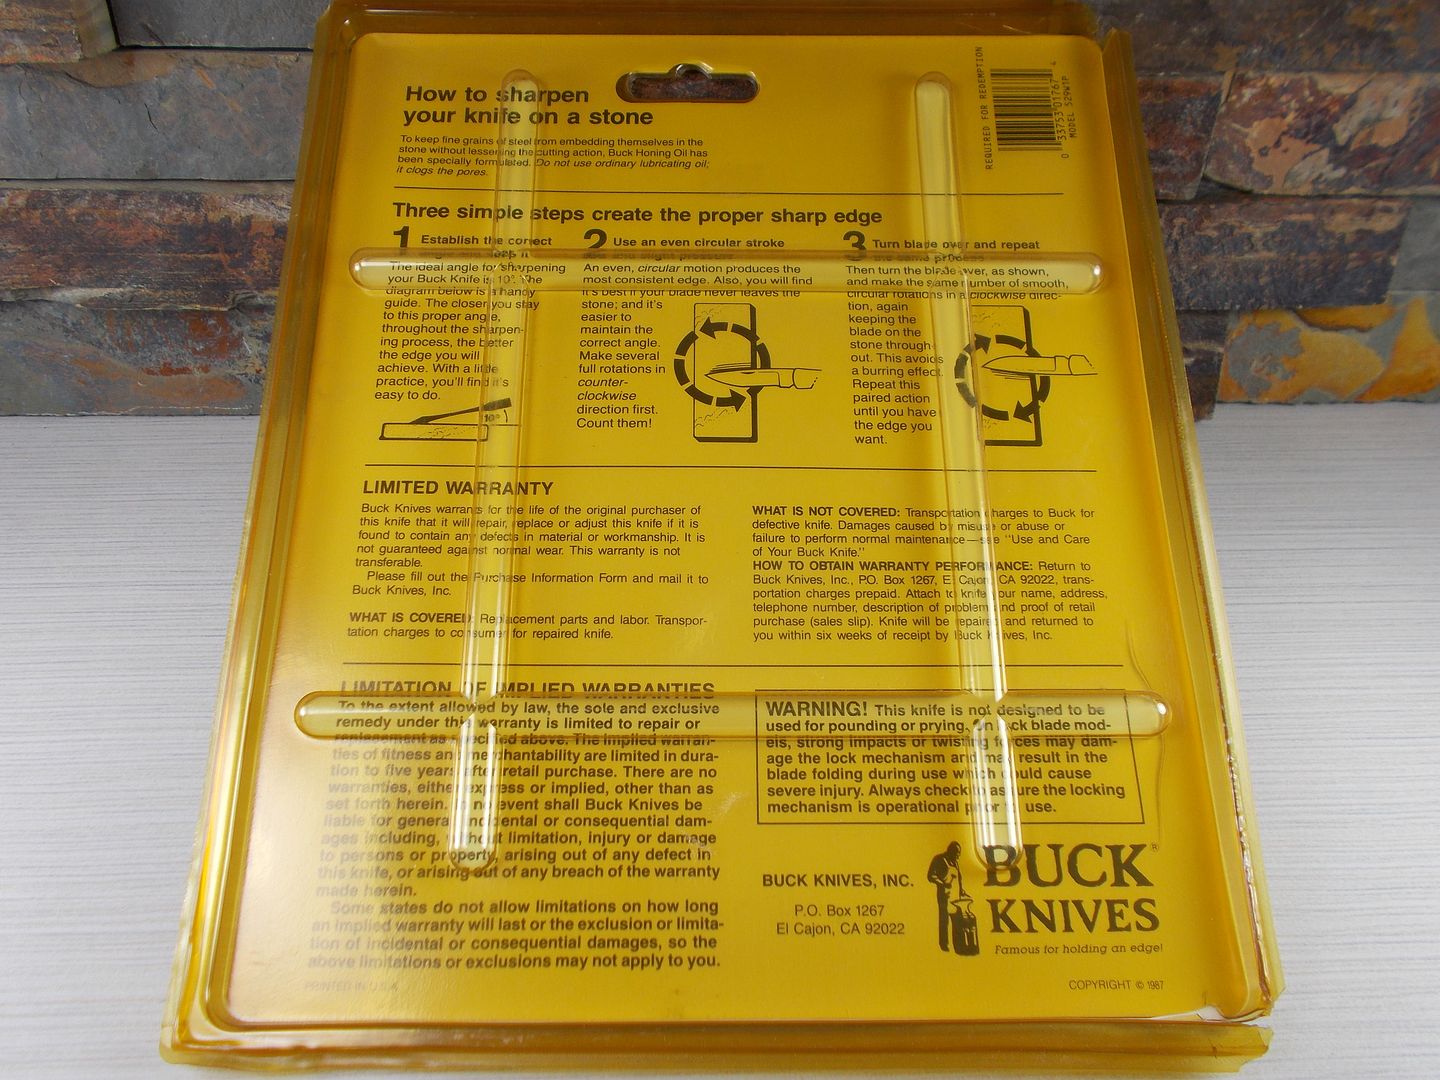 How to sharpen
your knife on a stone
To keep fine grains of steel from embedding themselves in the
stone without lessening the cutting action, Buck Honing Oil has
been specially formulated. Do not use ordinary lubricating oil;
it clogs the pores.
REQUIRED FOR REDEMPTION
0 33753 01767 4
MODEL 529W1P
Three simple steps create the proper sharp edge
1 Establish the correct
angle and keep it
The ideal angle for sharpening
your Buck Knife is 10°. The
diagram below is a handy
guide. The closer you stay
to this proper angle,
throughout the sharpen-
ing process, the better
the edge you will
achieve. With a little
practice, you'll find it's
easy to do.
10°
2 Use an even circular stroke
and slight pressure
An even, circular motion produces the
most consistent edge. Also, you will find
it's best if your blade never leaves the
stone; and it's
easier to
maintain the
correct angle.
Make several
full rotations in
counter-
clockwise
direction first.
Count them!
3 Turn blade over and repeat
the same process
Then turn the blade over, as shown,
and make the same number of smooth,
circular rotations in a clockwise direc-
tion, again
keeping the
blade on the
stone through-
out. This avoids
a burring effect.
Repeat this
paired action
until you have
the edge you
want.
LIMITED WARRANTY
Buck Knives warrants for the life of the original purchaser of
this knife that it will repair, replace or adjust this knife if it is
found to contain any defects in material or workmanship. It is
not guaranteed against normal wear. This warranty is not
transferable.
Please fill out the Purchase Information Form and mail it to
Buck Knives, Inc.
WHAT IS COVERED: Replacement parts and labor. Transpor-
tation charges to consumer for repaired knife.
WHAT IS NOT COVERED: Transportation charges to Buck for
defective knife. Damages caused by misuse or abuse or
failure to perform normal maintenance—see "Use and Care
of Your Buck Knife."
HOW TO OBTAIN WARRANTY PERFORMANCE: Return to
Buck Knives, Inc., P.O. Box 1267, El Cajon, CA 92022, trans-
portation charges prepaid. Attach to knife your name, address,
telephone number, description of problem and proof of retail
purchase (sales slip). Knife will be repaired and returned to
you within six weeks of receipt by Buck Knives, Inc.
LIMITATION OF IMPLIED WARRANTIES
To the extent allowed by law, the sole and exclusive
remedy under this warranty is limited to repair or
replacement as specified above. The implied warran-
ties of fitness and merchantability are limited in dura-
tion to five years after retail purchase. There are no
warranties, either express or implied, other than as
set forth herein. In no event shall Buck Knives be
liable for general, incidental or consequential dam-
ages including, without limitation, injury or damage
to persons or property, arising out of any defect in
this knife, or arising out of any breach of the warranty
made herein.
Some states do not allow limitations on how long
an implied warranty will last or the exclusion or limita-
tion of incidental or consequential damages, so the
above limitations or exclusions may not apply to you.
PRINTED IN U.S.A.
WARNING! This knife is not designed to be
used for pounding or prying. On lock blade mod-
els, strong impacts or twisting forces may dam-
age the lock mechanism and may result in the
blade folding during use which could cause
severe injury. Always check to assure the locking
mechanism is operational prior to use.
BUCK KNIVES, INC.
P.O. Box 1267
El Cajon, CA 92022
BUCK®
KNIVES
Famous for holding an edge!
COPYRIGHT © 1987